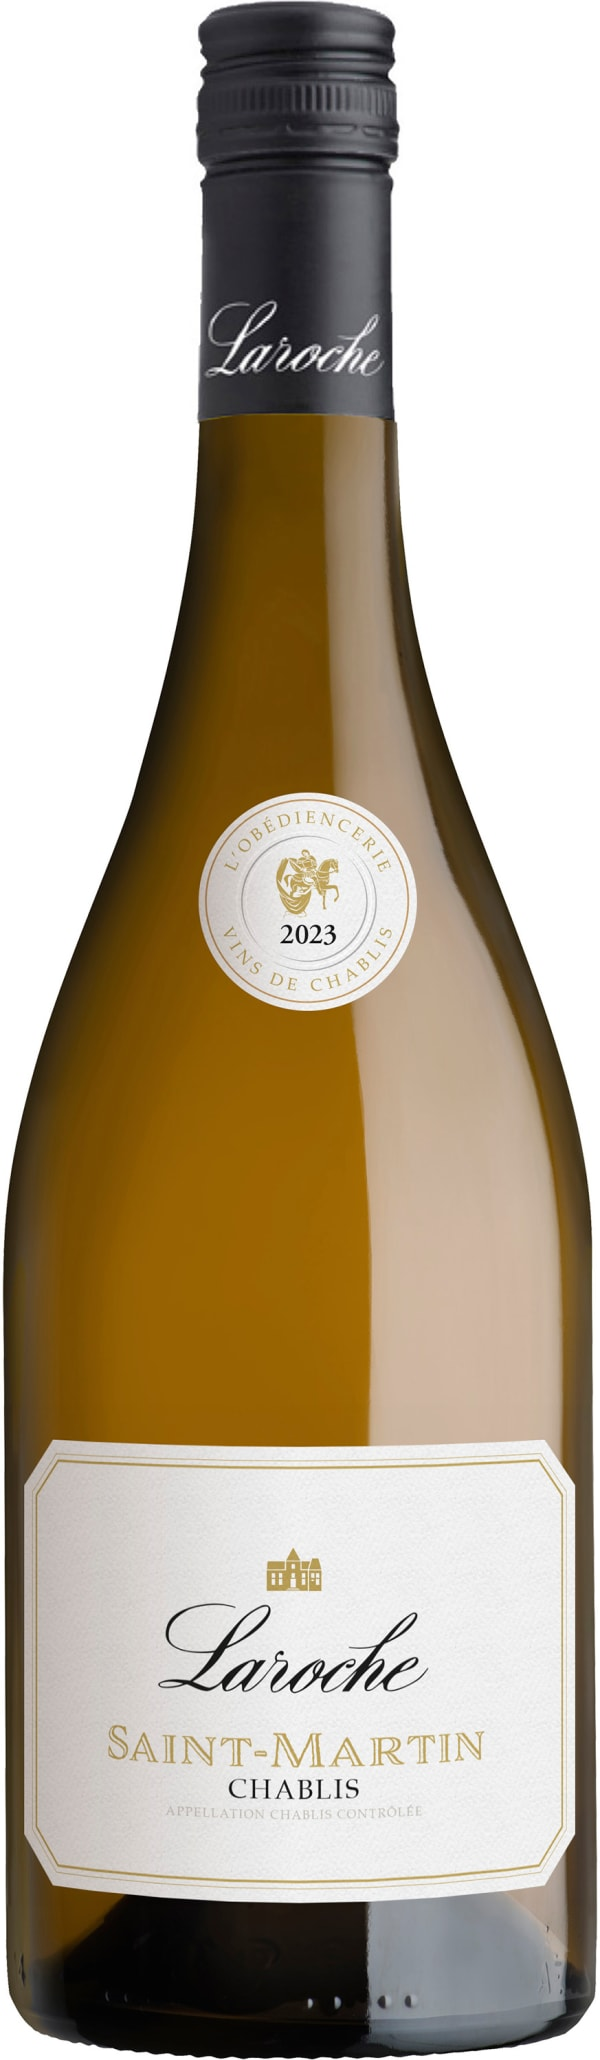 Laroche
L'OBÉDIENCERIE
2023
VINS DE CHABLIS
Laroche
SAINT-MARTIN
CHABLIS
APPELLATION CHABLIS CONTRÔLÉE